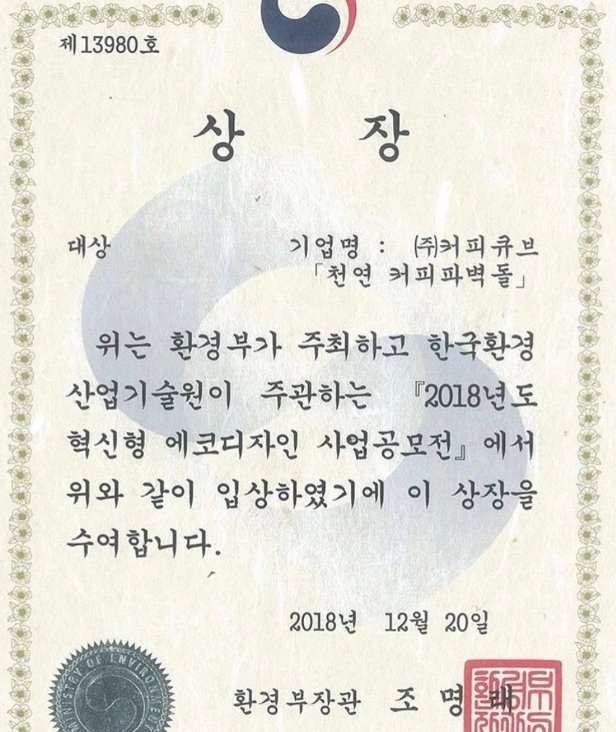 제13980호
상 장
대상 기업명 : ㈜커피큐브
「천연 커피파벽돌」
위는 환경부가 주최하고 한국환경
산업기술원이 주관하는 『2018년도
혁신형 에코디자인 사업공모전』에서
위와 같이 입상하였기에 이 상장을
수여합니다.
2018년 12월 20일
환경부장관 조명래
MINISTRY OF ENVIRONMENT